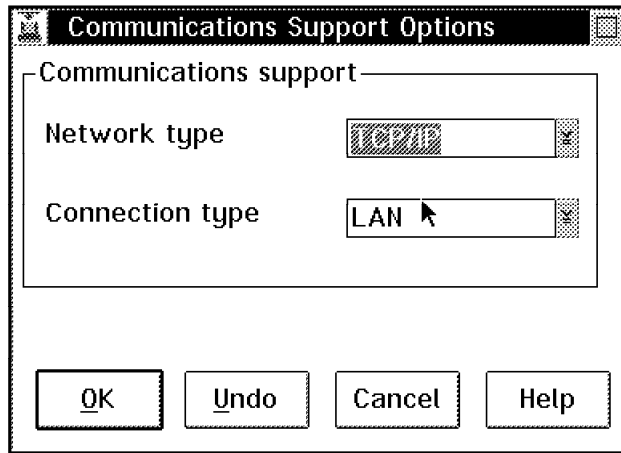 Communications Support Options
Communications support
Network type TCP/IP
Connection type LAN
OK Undo Cancel Help